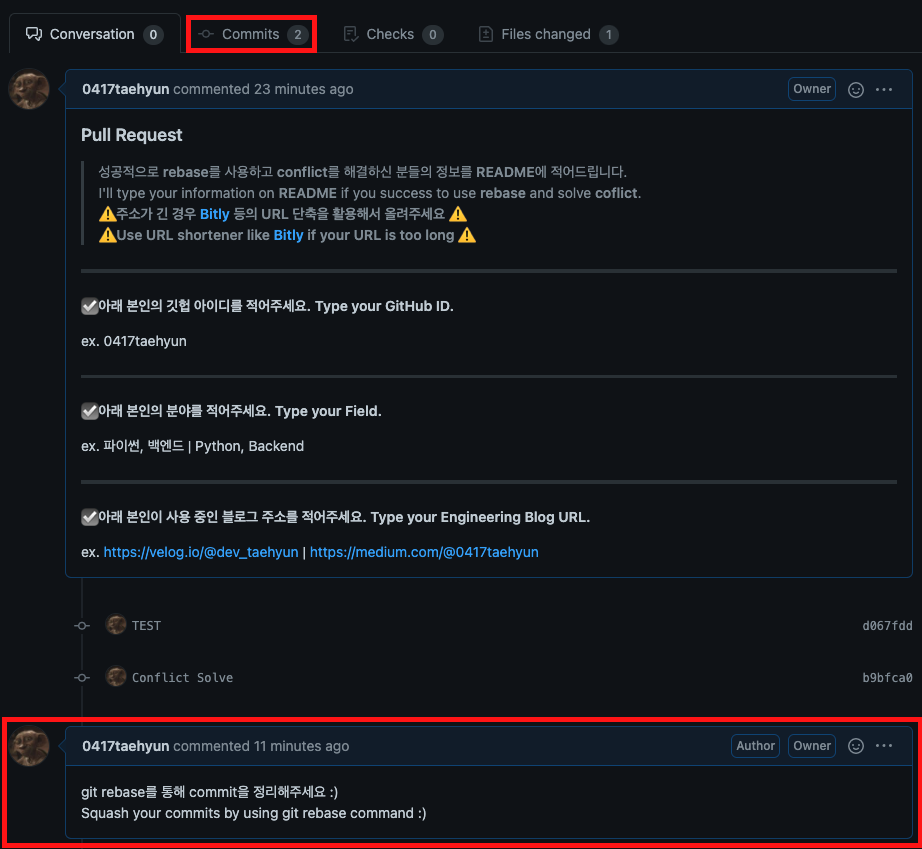 Conversation 0 Commits 2 Checks 0 Files changed 1
0417taehyun commented 23 minutes ago Owner
Pull Request
성공적으로 rebase를 사용하고 conflict를 해결하신 분들의 정보를 README에 적어드립니다.
I'll type your information on README if you success to use rebase and solve coflict.
⚠️주소가 긴 경우 Bitly 등의 URL 단축을 활용해서 올려주세요 ⚠️
⚠️Use URL shortener like Bitly if your URL is too long ⚠️
✔아래 본인의 깃헙 아이디를 적어주세요. Type your GitHub ID.
ex. 0417taehyun
✔아래 본인의 분야를 적어주세요. Type your Field.
ex. 파이썬, 백엔드 | Python, Backend
✔아래 본인이 사용 중인 블로그 주소를 적어주세요. Type your Engineering Blog URL.
ex. https://velog.io/@dev_taehyun | https://medium.com/@0417taehyun
TEST d067fdd
Conflict Solve b9bfca0
0417taehyun commented 11 minutes ago Author Owner
git rebase를 통해 commit을 정리해주세요 :)
Squash your commits by using git rebase command :)